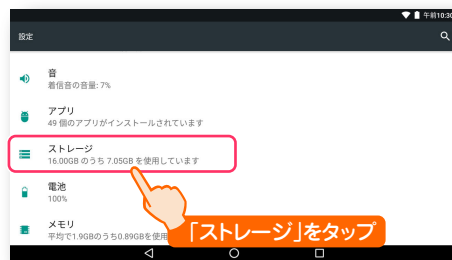 午前10:30
設定
音
着信音の音量: 7%
アプリ
49 個のアプリがインストールされています
ストレージ
16.00GB のうち 7.05GB を使用しています
電池
100%
メモリ
平均で1.9GBのうち0.89GBを使用
「ストレージ」をタップ